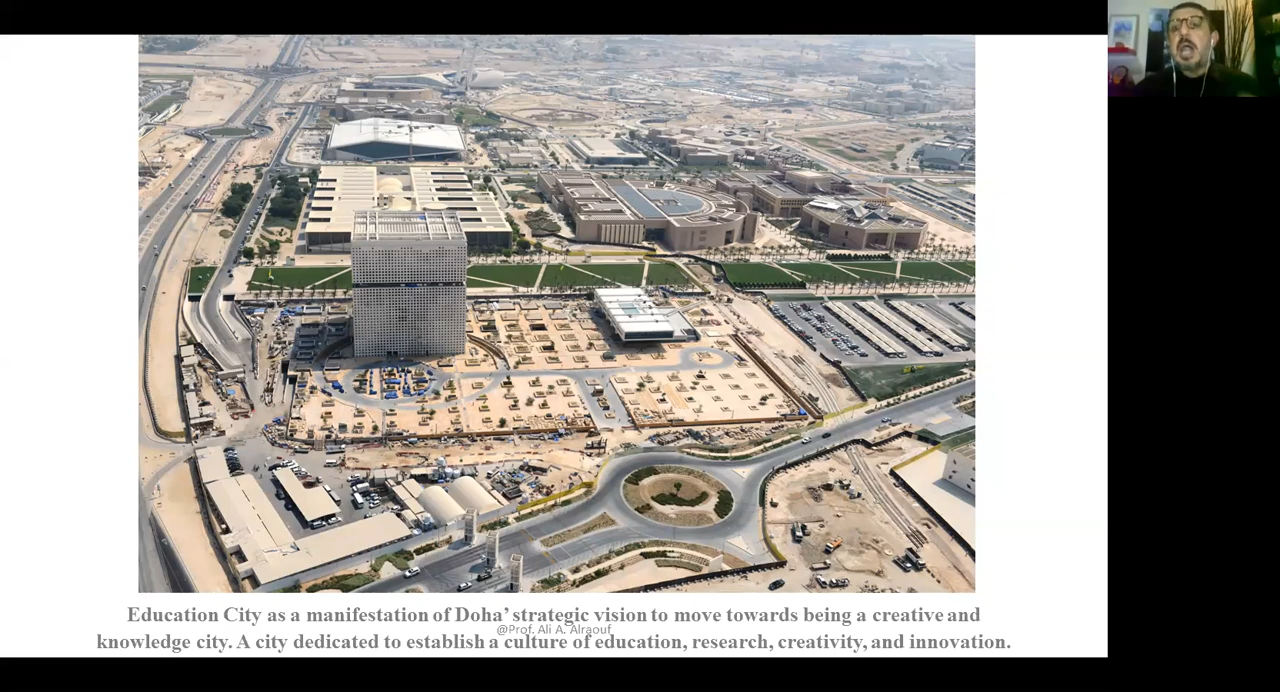 Education City as a manifestation of Doha’ strategic vision to move towards being a creative and
@Prof. Ali A. Alraouf
knowledge city. A city dedicated to establish a culture of education, research, creativity, and innovation.